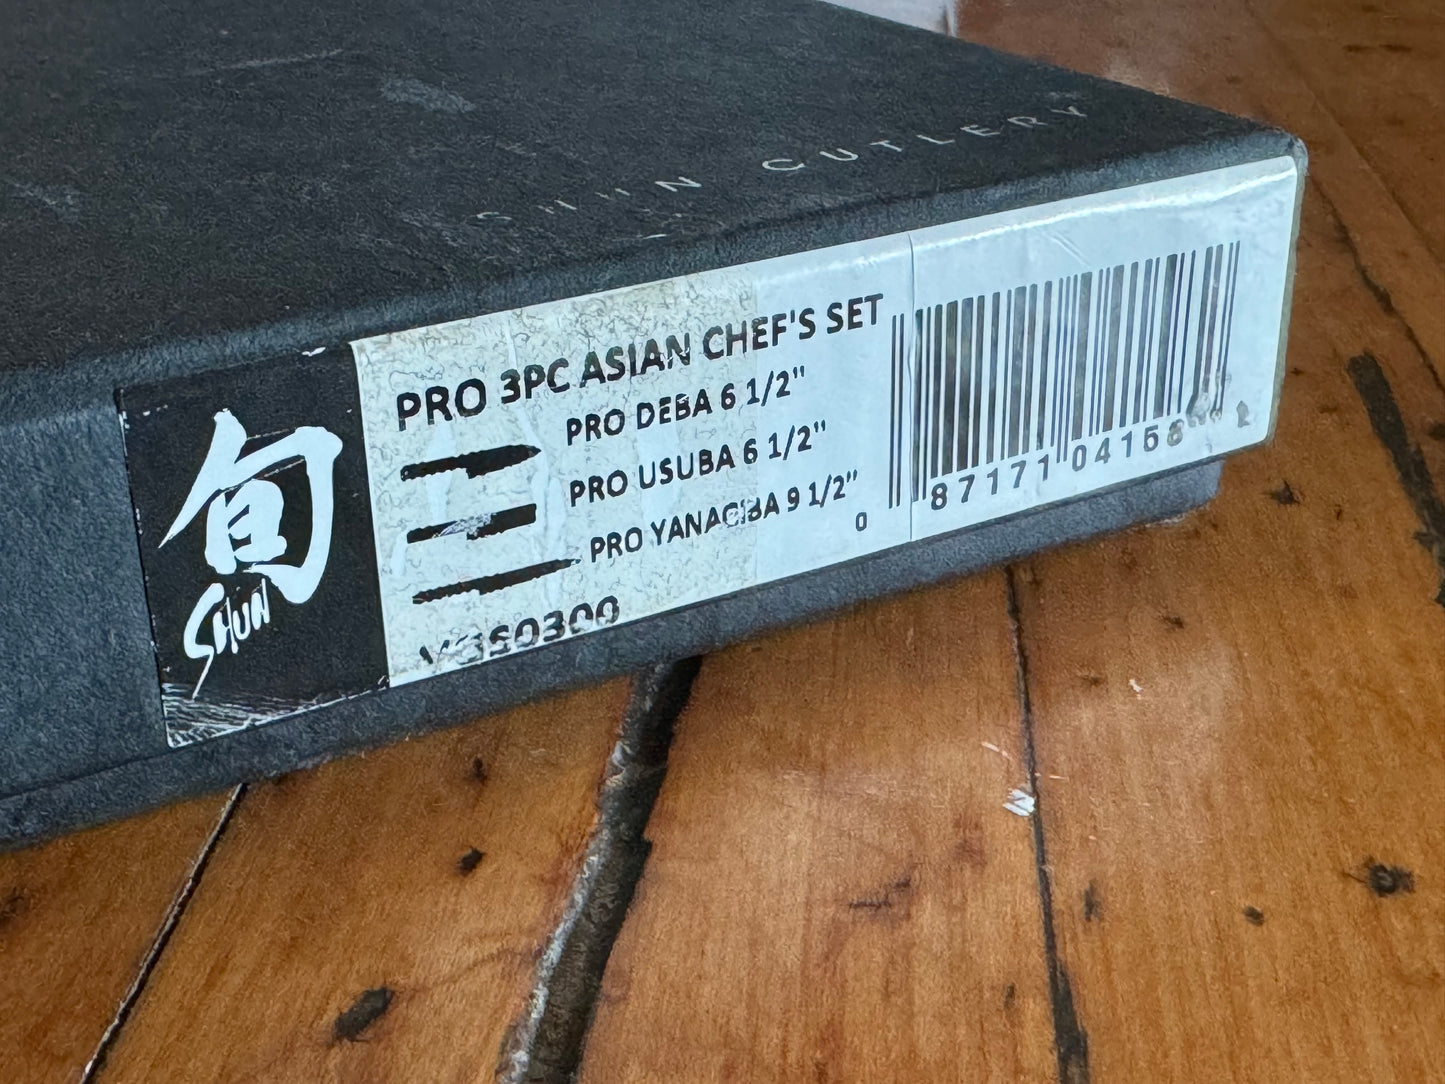 SHUN CUTLERY
旬
SHUN
PRO 3PC ASIAN CHEF'S SET
PRO DEBA 6 1/2"
PRO USUBA 6 1/2"
PRO YANAGIBA 9 1/2"
0 87171 04158